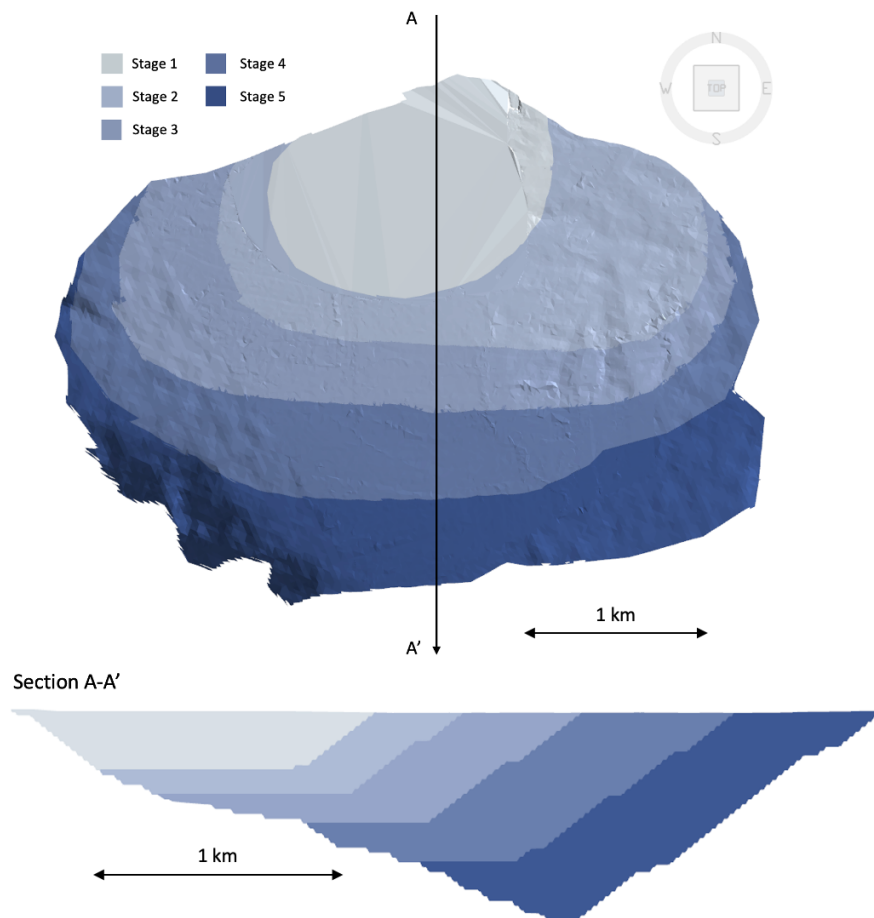 A
Stage 1
Stage 4
Stage 2
Stage 5
Stage 3
N
W
TOP
E
S
1 km
A’
Section A-A’
1 km